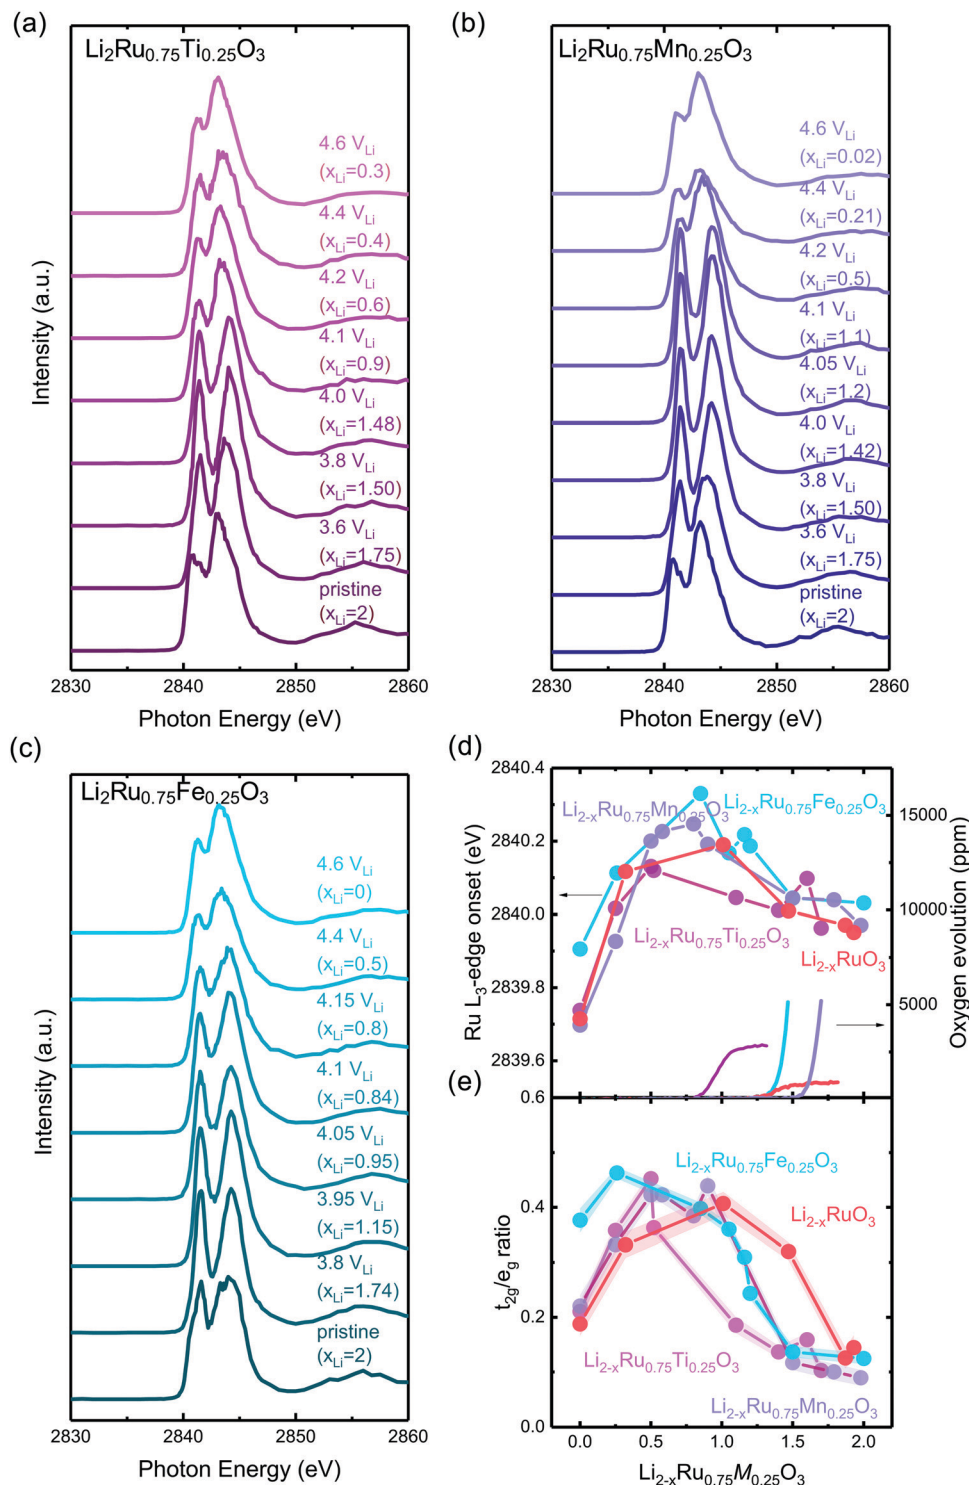 (a)
Li2Ru0.75Ti0.25O3
4.6 VLi
(xLi=0.3)
4.4 VLi
(xLi=0.4)
4.2 VLi
(xLi=0.6)
4.1 VLi
(xLi=0.9)
4.0 VLi
(xLi=1.48)
3.8 VLi
(xLi=1.50)
3.6 VLi
(xLi=1.75)
pristine
(xLi=2)
Intensity (a.u.)
2830 2840 2850 2860
Photon Energy (eV)
(b)
Li2Ru0.75Mn0.25O3
4.6 VLi
(xLi=0.02)
4.4 VLi
(xLi=0.21)
4.2 VLi
(xLi=0.5)
4.1 VLi
(xLi=1.1)
4.05 VLi
(xLi=1.2)
4.0 VLi
(xLi=1.42)
3.8 VLi
(xLi=1.50)
3.6 VLi
(xLi=1.75)
pristine
(xLi=2)
2830 2840 2850 2860
Photon Energy (eV)
(c)
Li2Ru0.75Fe0.25O3
4.6 VLi
(xLi=0)
4.4 VLi
(xLi=0.5)
4.15 VLi
(xLi=0.8)
4.1 VLi
(xLi=0.84)
4.05 VLi
(xLi=0.95)
3.95 VLi
(xLi=1.15)
3.8 VLi
(xLi=1.74)
pristine
(xLi=2)
Intensity (a.u.)
2830 2840 2850 2860
Photon Energy (eV)
(d)
2840.4
2840.2
2840.0
2839.8
2839.6
Ru L3-edge onset (eV)
Li2-xRu0.75Mn0.25O3
Li2-xRu0.75Fe0.25O3
Li2-xRu0.75Ti0.25O3
Li2-xRuO3
15000
10000
5000
Oxygen evolution (ppm)
(e)
0.6
0.4
0.2
0.0
t2g/eg ratio
Li2-xRu0.75Fe0.25O3
Li2-xRuO3
Li2-xRu0.75Ti0.25O3
Li2-xRu0.75Mn0.25O3
0.0 0.5 1.0 1.5 2.0
Li2-xRu0.75M0.25O3